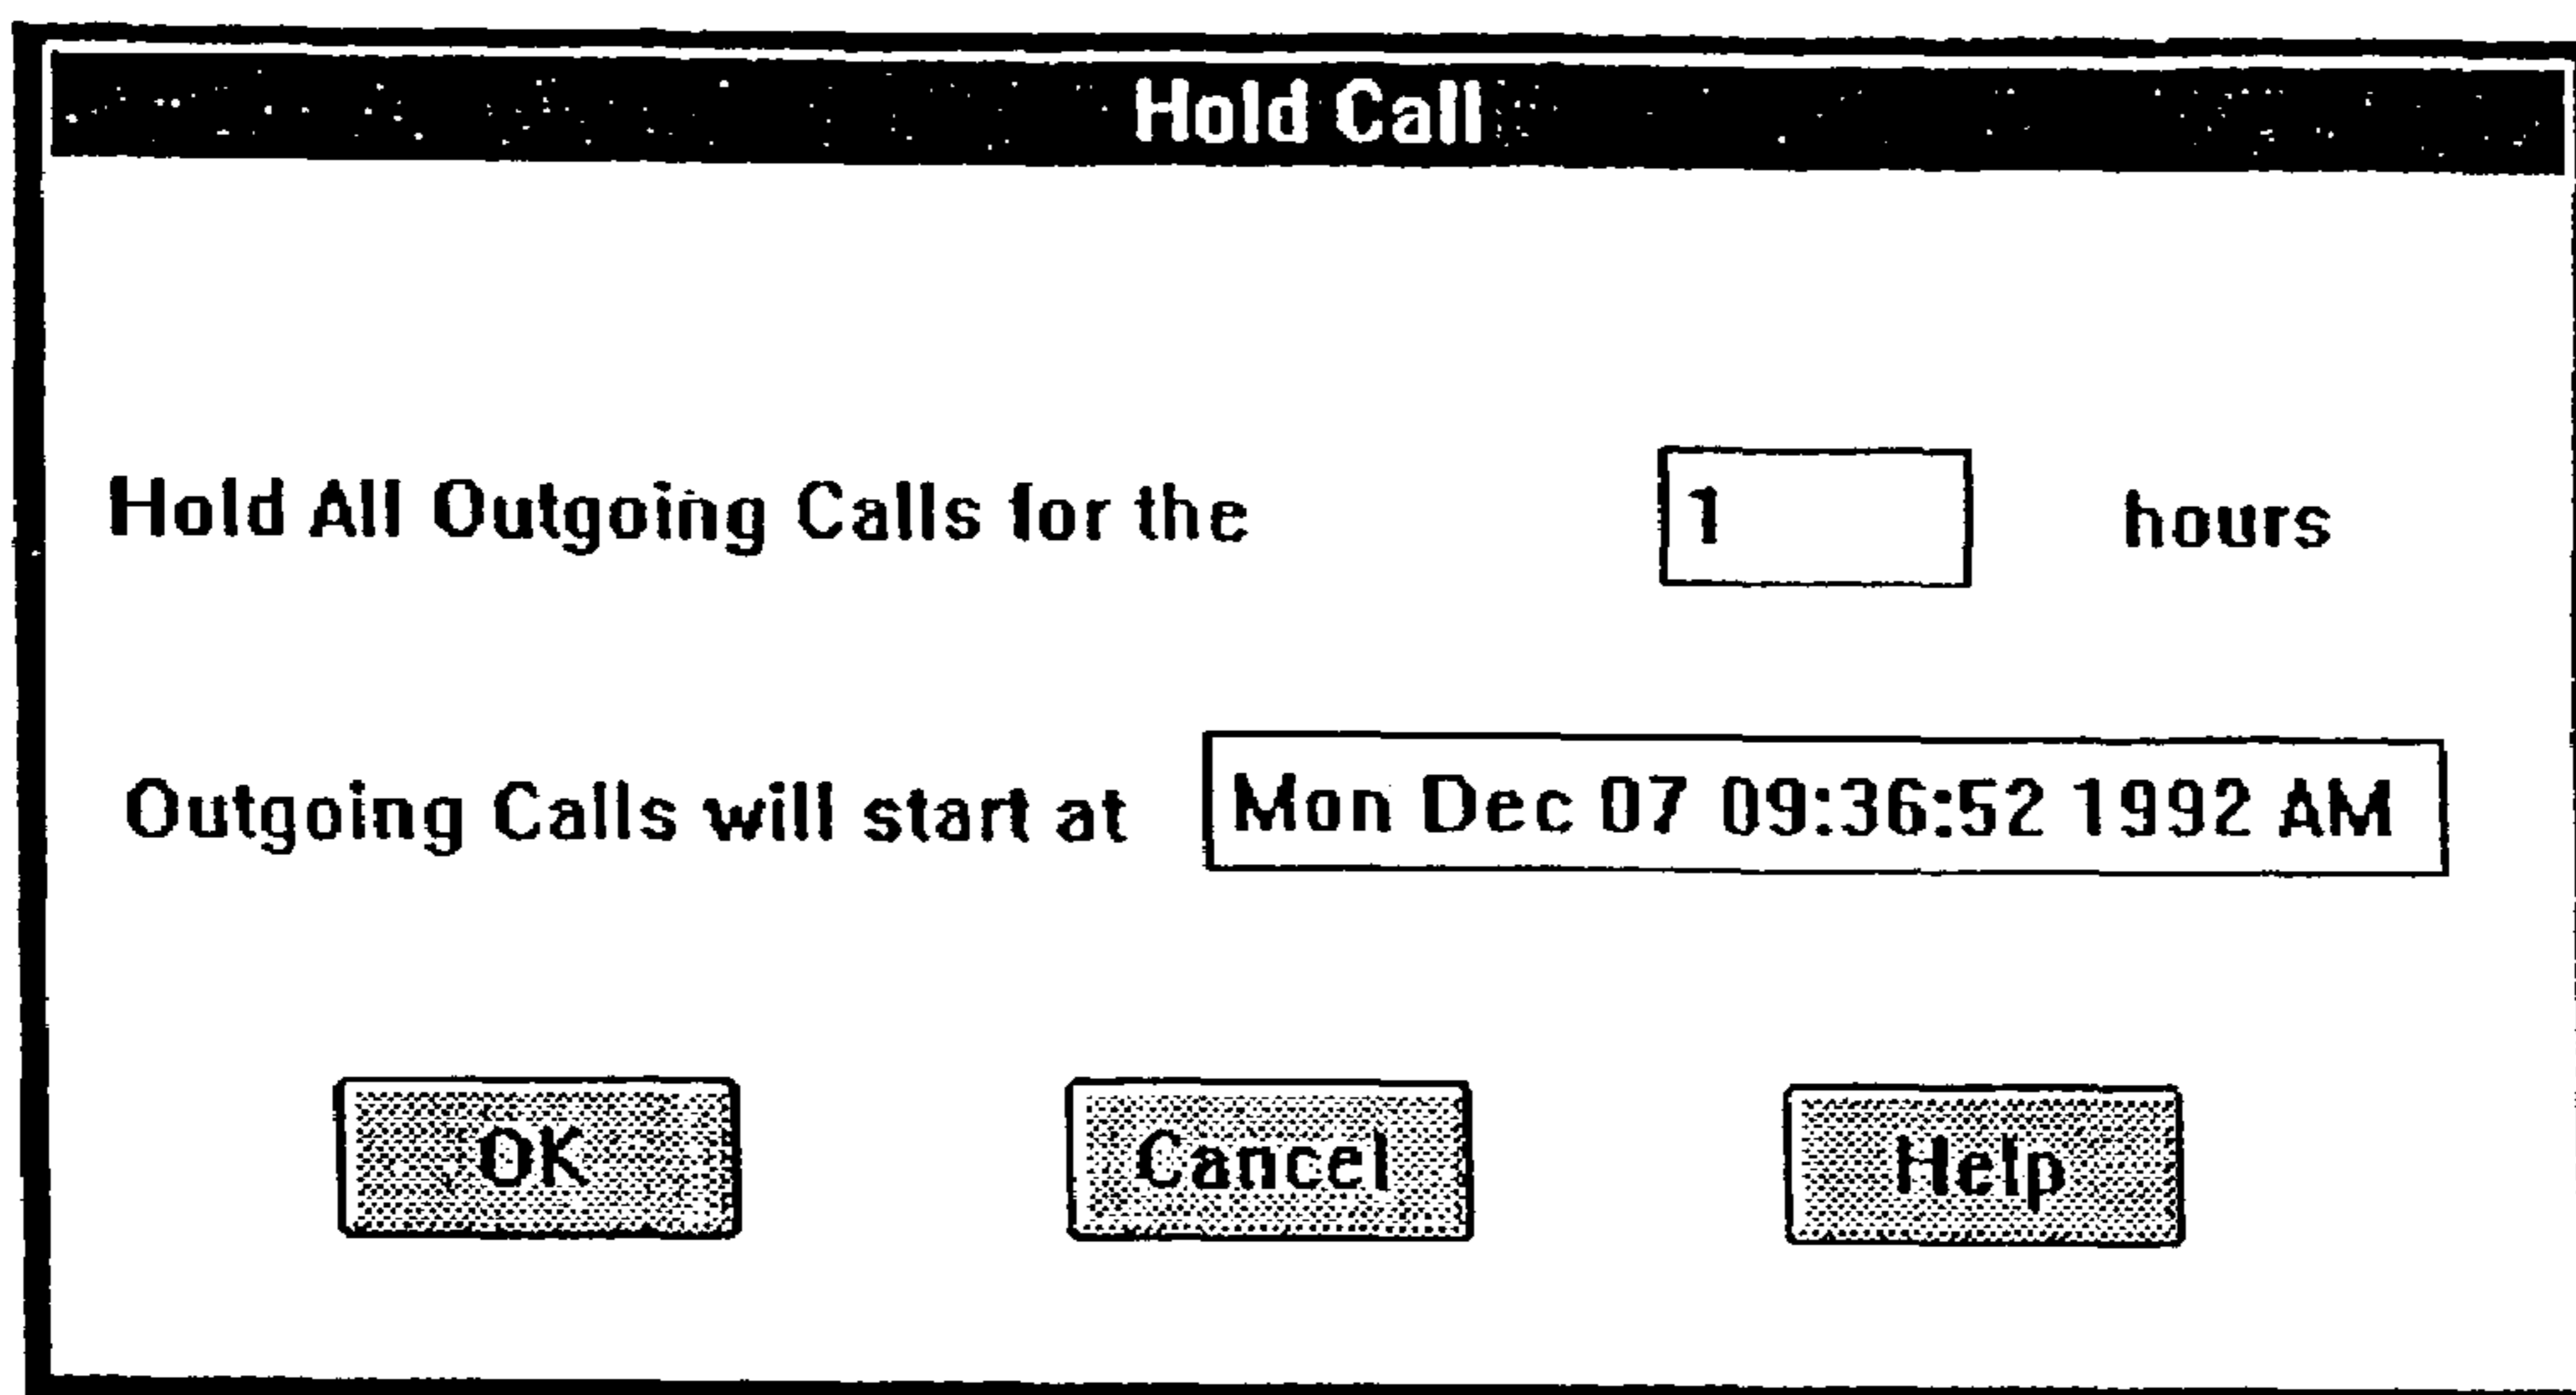 Hold Call
Hold All Outgoing Calls for the 1 hours
Outgoing Calls will start at Mon Dec 07 09:36:52 1992 AM
OK Cancel Help